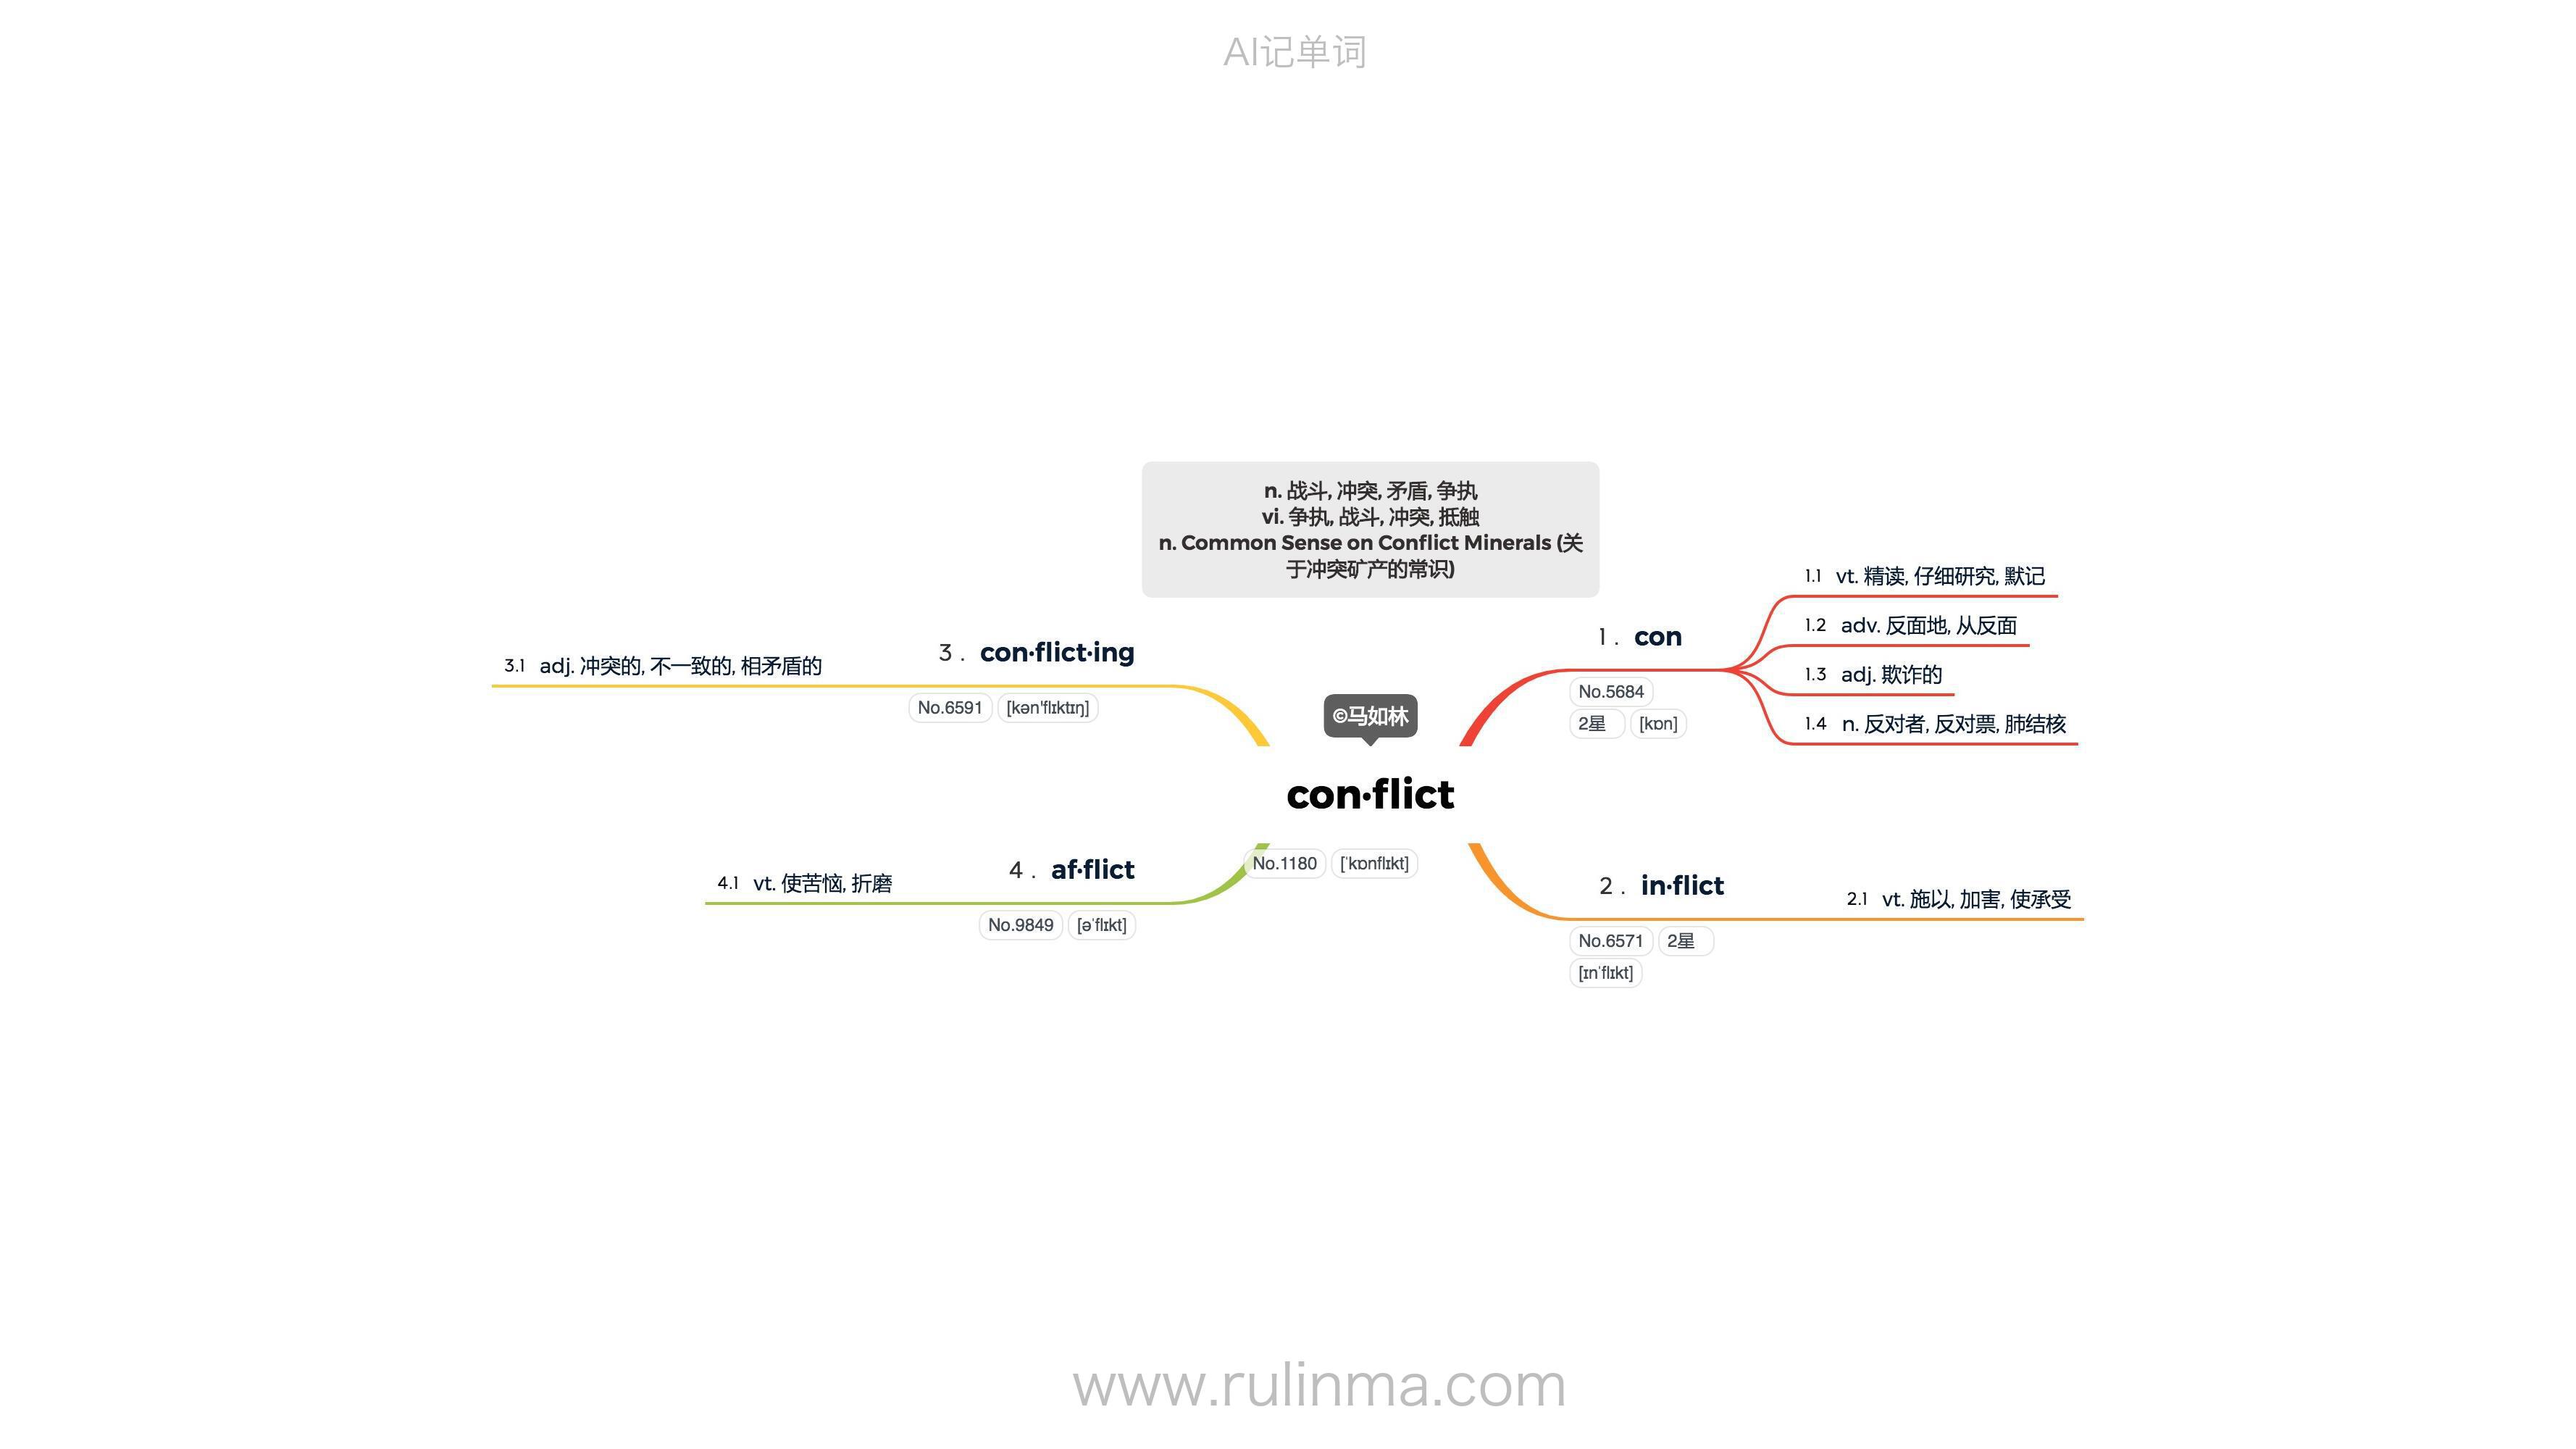 AI记单词
n. 战斗, 冲突, 矛盾, 争执
vi. 争执, 战斗, 冲突, 抵触
n. Common Sense on Conflict Minerals (关
于冲突矿产的常识)
©马如林
con·flict
No.1180 [ˈkɒnflɪkt]
1 . con
No.5684
2星 [kɒn]
1.1 vt. 精读, 仔细研究, 默记
1.2 adv. 反面地, 从反面
1.3 adj. 欺诈的
1.4 n. 反对者, 反对票, 肺结核
2 . in·flict
No.6571 2星
[ɪnˈflɪkt]
2.1 vt. 施以, 加害, 使承受
3 . con·flict·ing
No.6591 [kən'flɪktɪŋ]
3.1 adj. 冲突的, 不一致的, 相矛盾的
4 . af·flict
No.9849 [əˈflɪkt]
4.1 vt. 使苦恼, 折磨
www.rulinma.com